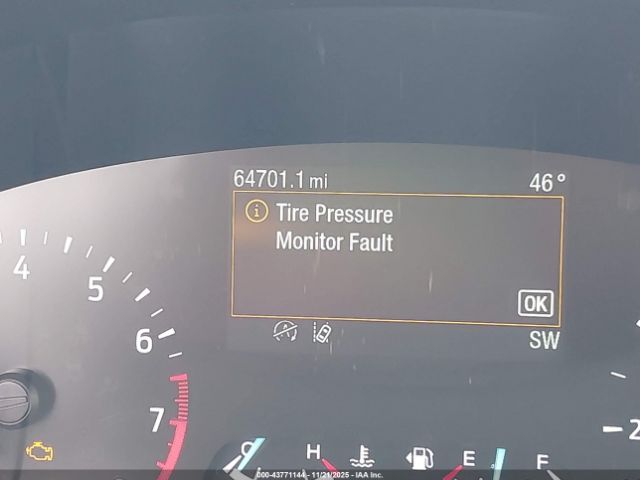 64701.1 mi 46°
Tire Pressure
Monitor Fault
OK
SW
4
5
6
7
2
C H E F
000-43771144 - 11/21/2025 - IAA Inc.